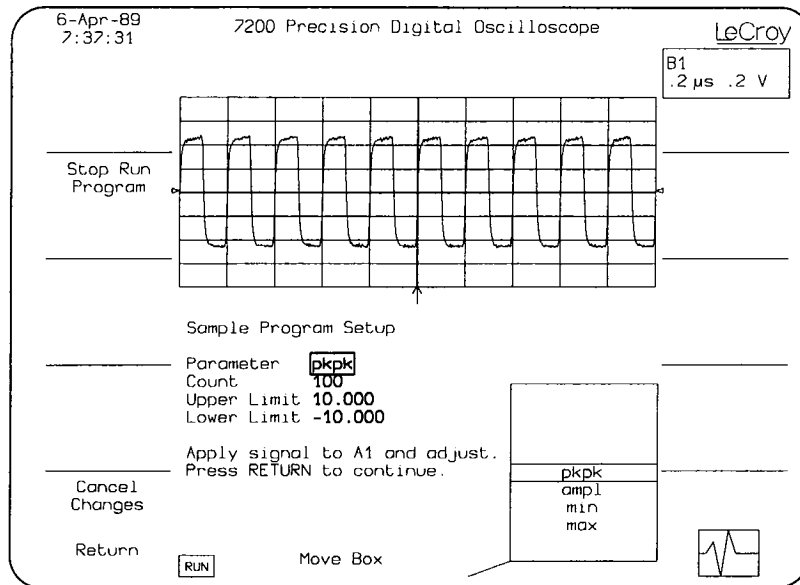 6-Apr-89
7:37:31
7200 Precision Digital Oscilloscope
LeCroy
B1
.2 µs .2 V
Stop Run
Program
Sample Program Setup
Parameter pkpk
Count 100
Upper Limit 10.000
Lower Limit -10.000
Apply signal to A1 and adjust.
Press RETURN to continue.
pkpk
ampl
min
max
Cancel
Changes
Return
RUN
Move Box